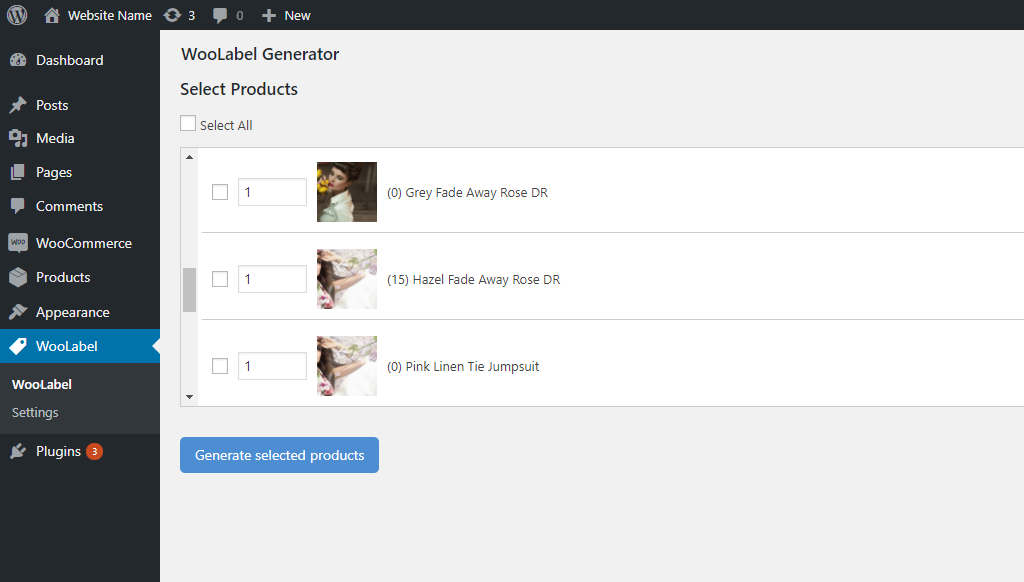 Website Name 3 0 New
Dashboard
Posts
Media
Pages
Comments
WOO WooCommerce
Products
Appearance
WooLabel
WooLabel
Settings
Plugins 3
WooLabel Generator
Select Products
Select All
1 (0) Grey Fade Away Rose DR
1 (15) Hazel Fade Away Rose DR
1 (0) Pink Linen Tie Jumpsuit
Generate selected products